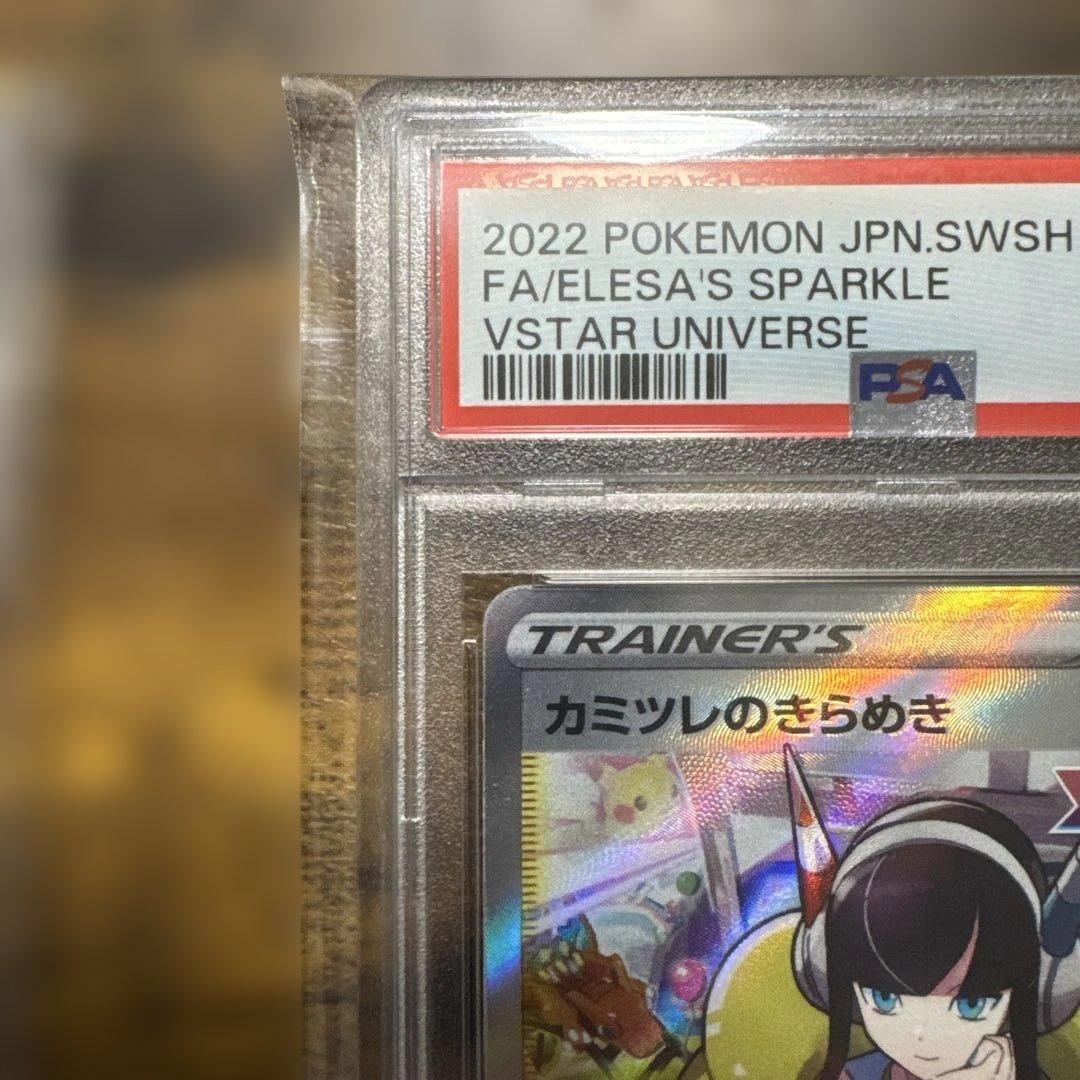 2022 POKEMON JPN.SWSH
FA/ELESA'S SPARKLE
VSTAR UNIVERSE
PSA
TRAINER'S
カミツレのきらめき